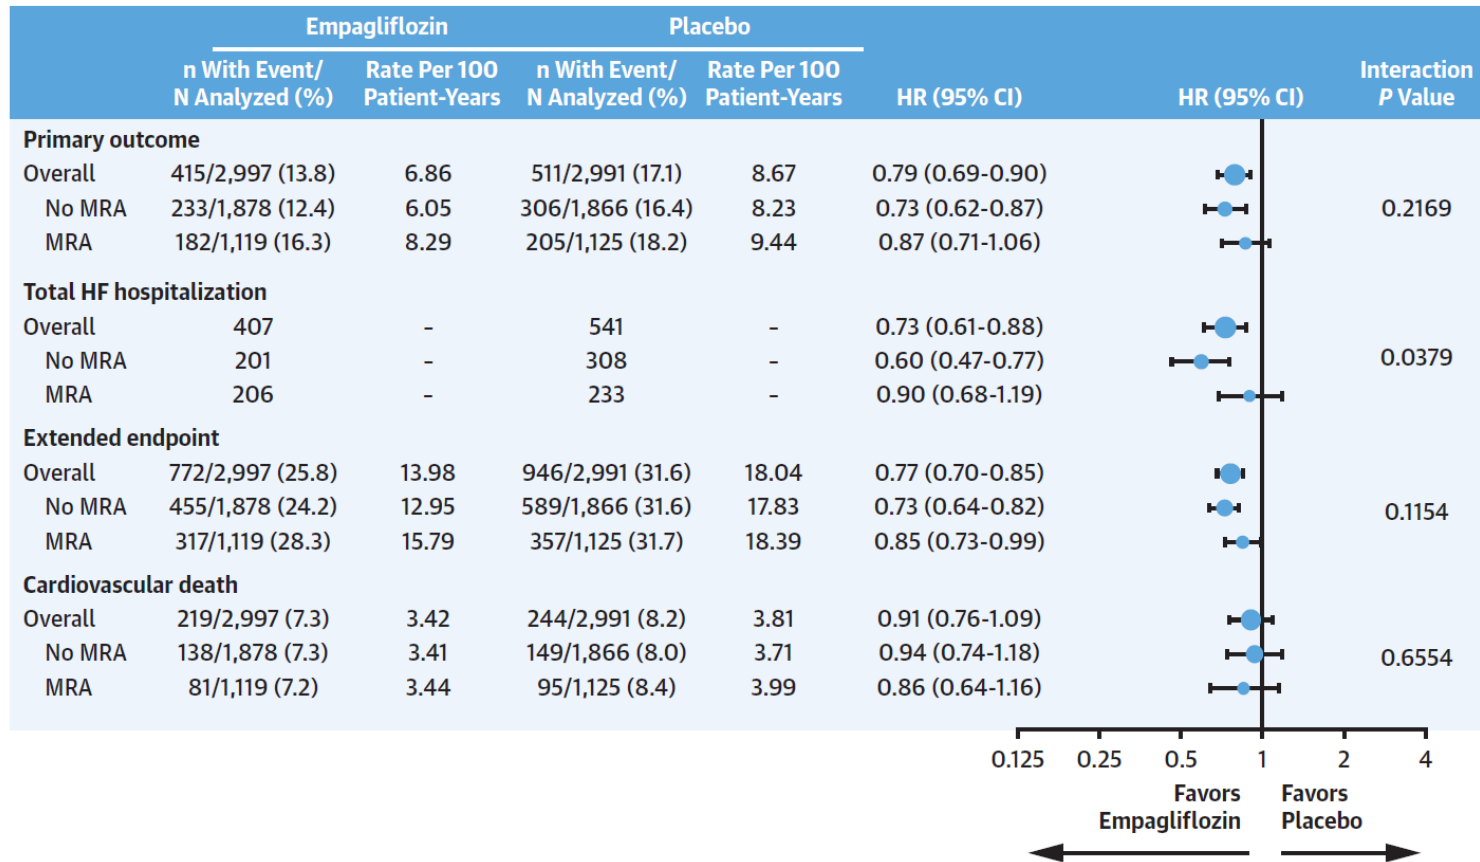 Empagliflozin Placebo
n With Event/ Rate Per 100 n With Event/ Rate Per 100 Interaction
N Analyzed (%) Patient-Years N Analyzed (%) Patient-Years HR (95% CI) HR (95% CI) P Value
Primary outcome
Overall 415/2,997 (13.8) 6.86 511/2,991 (17.1) 8.67 0.79 (0.69-0.90)
No MRA 233/1,878 (12.4) 6.05 306/1,866 (16.4) 8.23 0.73 (0.62-0.87) 0.2169
MRA 182/1,119 (16.3) 8.29 205/1,125 (18.2) 9.44 0.87 (0.71-1.06)
Total HF hospitalization
Overall 407 – 541 – 0.73 (0.61-0.88)
No MRA 201 – 308 – 0.60 (0.47-0.77) 0.0379
MRA 206 – 233 – 0.90 (0.68-1.19)
Extended endpoint
Overall 772/2,997 (25.8) 13.98 946/2,991 (31.6) 18.04 0.77 (0.70-0.85)
No MRA 455/1,878 (24.2) 12.95 589/1,866 (31.6) 17.83 0.73 (0.64-0.82) 0.1154
MRA 317/1,119 (28.3) 15.79 357/1,125 (31.7) 18.39 0.85 (0.73-0.99)
Cardiovascular death
Overall 219/2,997 (7.3) 3.42 244/2,991 (8.2) 3.81 0.91 (0.76-1.09)
No MRA 138/1,878 (7.3) 3.41 149/1,866 (8.0) 3.71 0.94 (0.74-1.18) 0.6554
MRA 81/1,119 (7.2) 3.44 95/1,125 (8.4) 3.99 0.86 (0.64-1.16)
0.125 0.25 0.5 1 2 4
Favors Favors
Empagliflozin Placebo